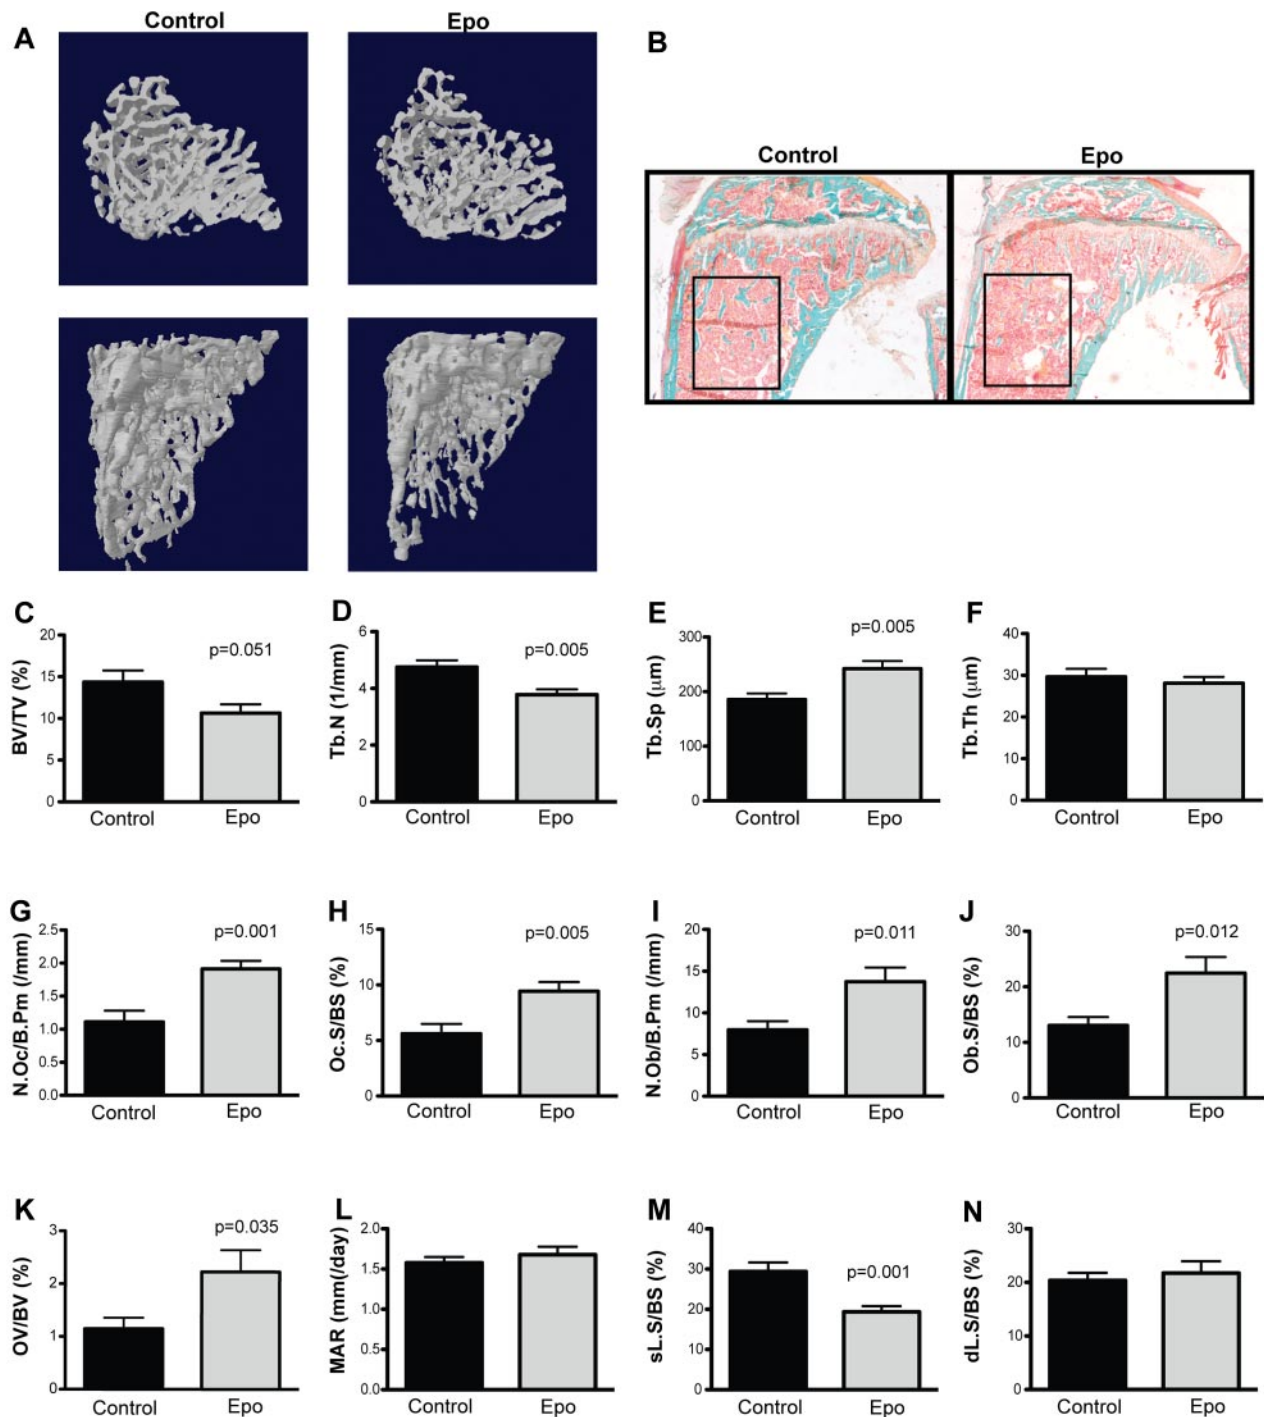 A
Control
Epo
B
Control
Epo
C
BV/TV (%)
20
15
10
5
0
p=0.051
Control
Epo
D
Tb.N (1/mm)
6
4
2
0
p=0.005
Control
Epo
E
Tb.Sp (μm)
300
200
100
0
p=0.005
Control
Epo
F
Tb.Th (μm)
40
30
20
10
0
Control
Epo
G
N.Oc/B.Pm (/mm)
2.5
2.0
1.5
1.0
0.5
0.0
p=0.001
Control
Epo
H
Oc.S/BS (%)
15
10
5
0
p=0.005
Control
Epo
I
N.Ob/B.Pm (/mm)
20
15
10
5
0
p=0.011
Control
Epo
J
Ob.S/BS (%)
30
20
10
0
p=0.012
Control
Epo
K
OV/BV (%)
3
2
1
0
p=0.035
Control
Epo
L
MAR (mm(/day)
2.0
1.5
1.0
0.5
0.0
Control
Epo
M
sL.S/BS (%)
40
30
20
10
0
p=0.001
Control
Epo
N
dL.S/BS (%)
30
20
10
0
Control
Epo